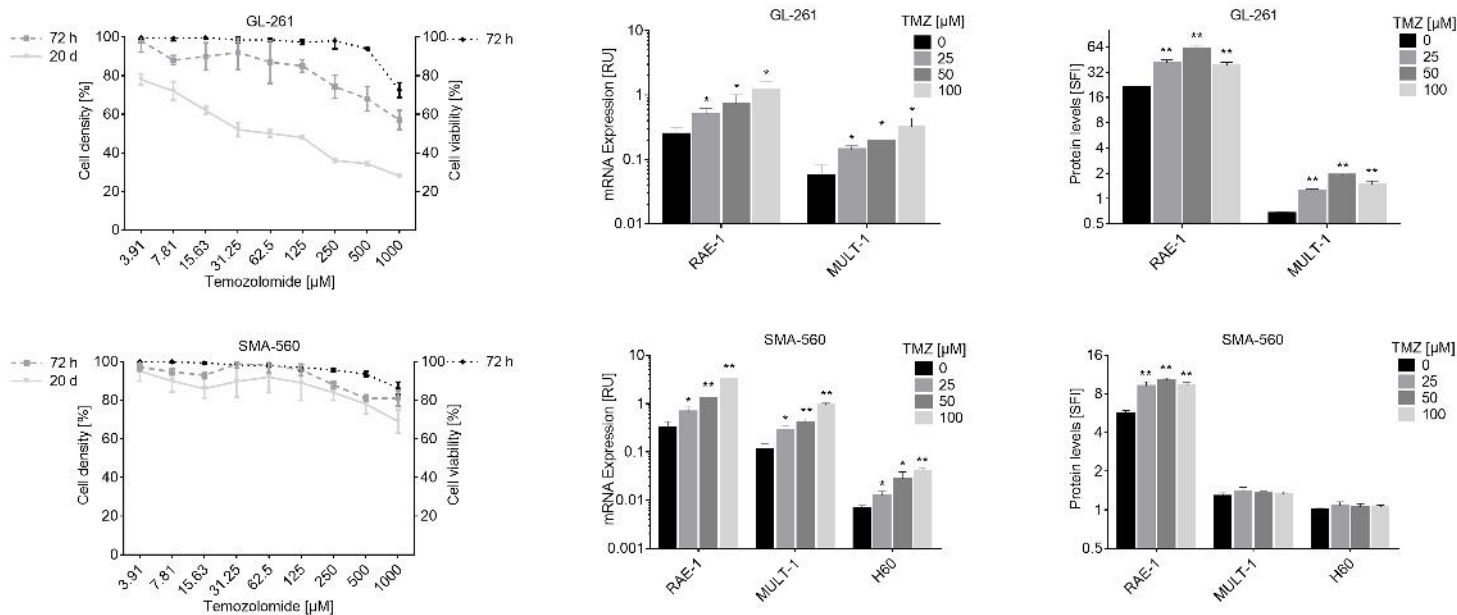 GL-261
72 h
20 d
72 h
Cell density [%]
Cell viability [%]
100
80
60
40
20
0
100
80
60
40
20
3.91
7.81
15.63
31.25
62.5
125
250
500
1000
Temozolomide [µM]
GL-261
TMZ [µM]
0
25
50
100
mRNA Expression [RU]
10
1
0.1
0.01
* * *
* * *
RAE-1
MULT-1
GL-261
TMZ [µM]
0
25
50
100
Protein levels [SFI]
64
32
16
8
4
2
1
0.5
** ** **
** ** **
RAE-1
MULT-1
SMA-560
72 h
20 d
72 h
Cell density [%]
Cell viability [%]
100
80
60
40
20
0
100
80
60
40
20
3.91
7.81
15.63
31.25
62.5
125
250
500
1000
Temozolomide [µM]
SMA-560
TMZ [µM]
0
25
50
100
mRNA Expression [RU]
10
1
0.1
0.01
0.001
* ** **
* ** **
* * **
RAE-1
MULT-1
H60
SMA-560
TMZ [µM]
0
25
50
100
Protein levels [SFI]
16
8
4
2
1
0.5
** ** **
RAE-1
MULT-1
H60